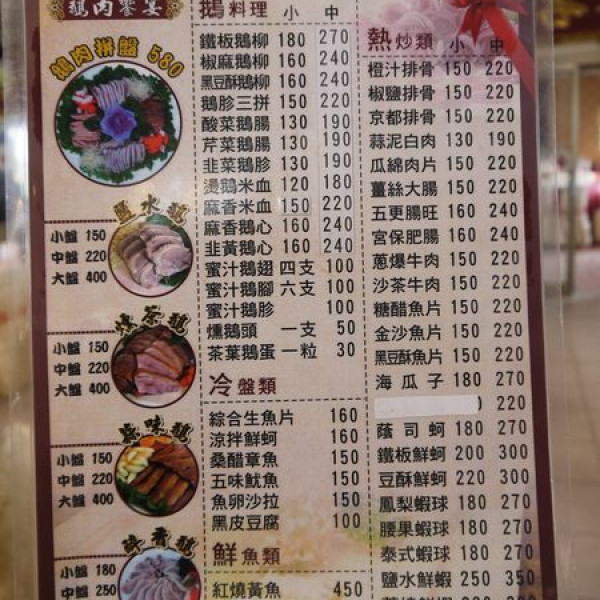 鵝肉饗宴
鵝肉拼盤 580
鹽水鵝
小盤 150
中盤 220
大盤 400
燻茶鵝
小盤 150
中盤 220
大盤 400
滷味鵝
小盤 150
中盤 220
大盤 400
小盤 180
中盤 250
鵝料理 小 中
鐵板鵝柳 180 270
椒麻鵝柳 160 240
黑豆酥鵝柳 160 240
鵝胗三拼 150 220
酸菜鵝腸 130 190
芹菜鵝腸 130 190
韭菜鵝胗 130 190
燙鵝米血 120 180
麻香米血 150 220
麻香鵝心 160 240
韭黃鵝心 160 240
蜜汁鵝翅 四支 100
蜜汁鵝腳 六支 100
蜜汁鵝胗 100
燻鵝頭 一支 50
茶葉鵝蛋 一粒 30
冷盤類
綜合生魚片 160
涼拌鮮蚵 160
桑醋章魚 150
五味魷魚 150
魚卵沙拉 150
黑皮豆腐 100
鮮魚類
紅燒黃魚 450
熱炒類 小 中
橙汁排骨 150 220
椒鹽排骨 150 220
京都排骨 150 220
蒜泥白肉 130 190
瓜綿肉片 150 220
薑絲大腸 150 220
五更腸旺 160 240
宮保肥腸 160 240
蔥爆牛肉 150 220
沙茶牛肉 150 220
糖醋魚片 150 220
金沙魚片 150 220
黑豆酥魚片 150 220
海瓜子 180 270
220
蔭司蚵 180 270
鐵板鮮蚵 200 300
豆酥鮮蚵 220 300
鳳梨蝦球 180 270
腰果蝦球 180 270
泰式蝦球 180 270
鹽水鮮蝦 250 350